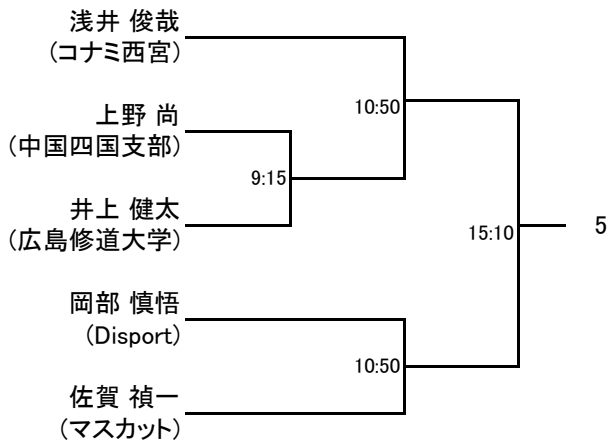 浅井 俊哉
(コナミ西宮)
10:50
上野 尚
(中国四国支部)
9:15
井上 健太
(広島修道大学)
15:10
5
岡部 慎悟
(Disport)
10:50
佐賀 禎一
(マスカット)